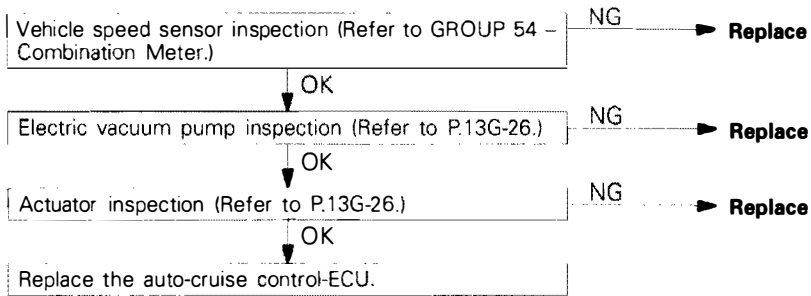 Vehicle speed sensor inspection (Refer to GROUP 54 –
Combination Meter.)
NG
Replace
OK
Electric vacuum pump inspection (Refer to P.13G-26.)
NG
Replace
OK
Actuator inspection (Refer to P.13G-26.)
NG
Replace
OK
Replace the auto-cruise control-ECU.